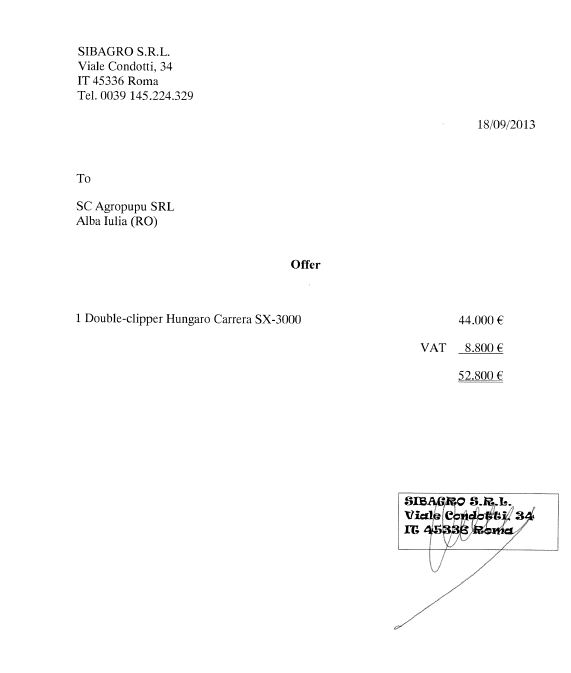 SIBAGRO S.R.L.
Viale Condotti, 34
IT 45336 Roma
Tel. 0039 145.224.329
18/09/2013
To
SC Agropupu SRL
Alba Iulia (RO)
Offer
1 Double-clipper Hungaro Carrera SX-3000 44.000 €
VAT 8.800 €
52.800 €
SIBAGRO S.R.L.
Viale Condotti, 34
IT 45336 Roma